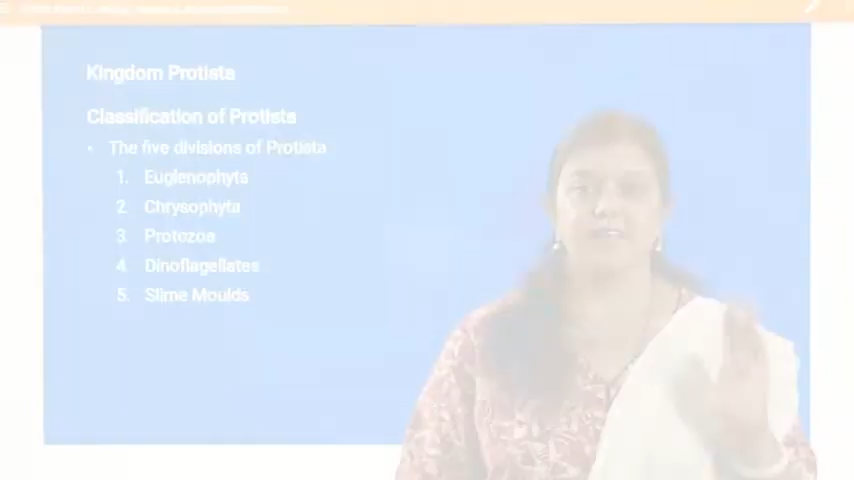 Kingdom Protista
Classification of Protista
• The five divisions of Protista
1. Euglenophyta
2. Chrysophyta
3. Protozoa
4. Dinoflagellates
5. Slime Moulds